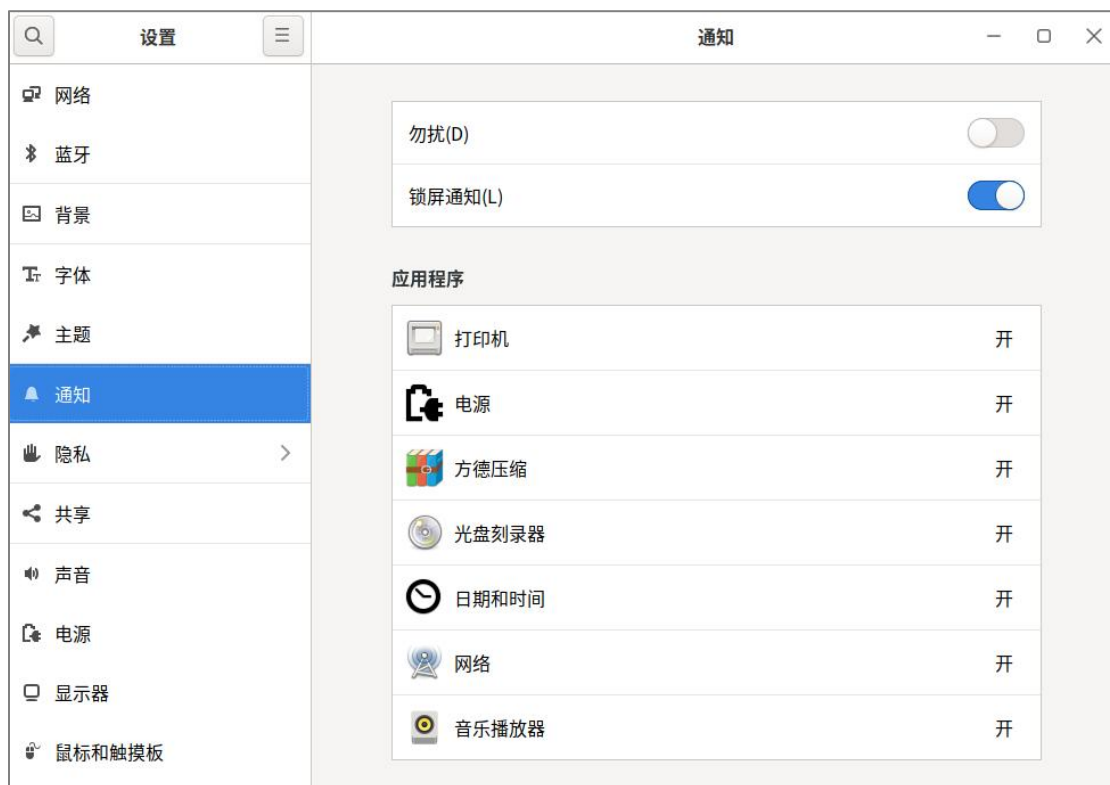 设置
通知
网络
蓝牙
背景
字体
主题
通知
隐私
共享
声音
电源
显示器
鼠标和触摸板
勿扰(D)
锁屏通知(L)
应用程序
打印机 开
电源 开
方德压缩 开
光盘刻录器 开
日期和时间 开
网络 开
音乐播放器 开